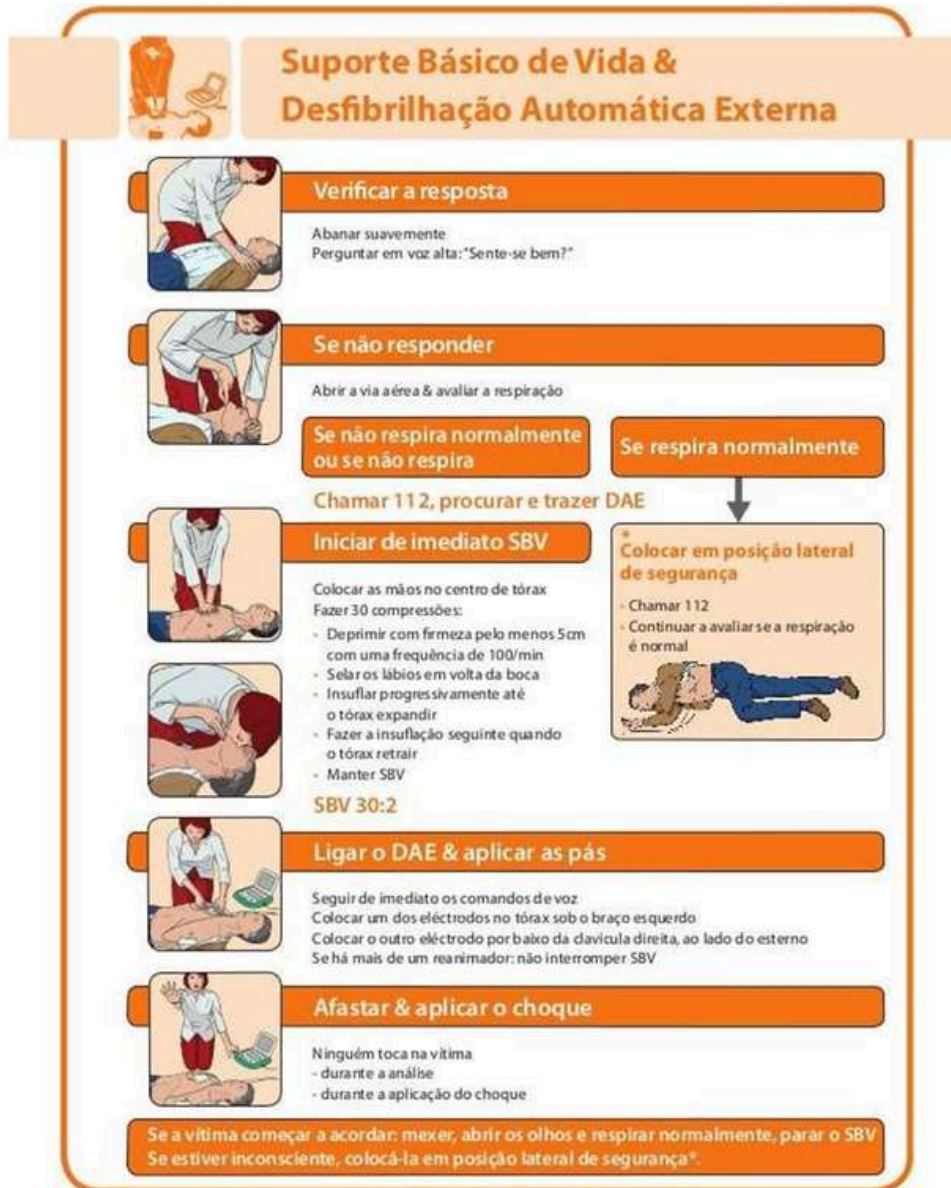 Suporte Básico de Vida &
Desfibrilhação Automática Externa
Verificar a resposta
Abanar suavemente
Perguntar em voz alta: "Sente-se bem?"
Se não responder
Abrir a via aérea & avaliar a respiração
Se não respira normalmente
ou se não respira
Chamar 112, procurar e trazer DAE
Iniciar de imediato SBV
Colocar as mãos no centro de tórax
Fazer 30 compressões:
- Deprimir com firmeza pelo menos 5cm
com uma frequência de 100/min
- Selar os lábios em volta da boca
- Insuflar progressivamente até
o tórax expandir
- Fazer a insuflação seguinte quando
o tórax retrair
- Manter SBV
SBV 30:2
Se respira normalmente
*
Colocar em posição lateral
de segurança
- Chamar 112
- Continuar a avaliar se a respiração
é normal
Ligar o DAE & aplicar as pás
Seguir de imediato os comandos de voz
Colocar um dos eléctrodos no tórax sob o braço esquerdo
Colocar o outro eléctrodo por baixo da clavícula direita, ao lado do esterno
Se há mais de um reanimador: não interromper SBV
Afastar & aplicar o choque
Ninguém toca na vítima
- durante a análise
- durante a aplicação do choque
Se a vítima começar a acordar: mexer, abrir os olhos e respirar normalmente, parar o SBV
Se estiver inconsciente, colocá-la em posição lateral de segurança*.